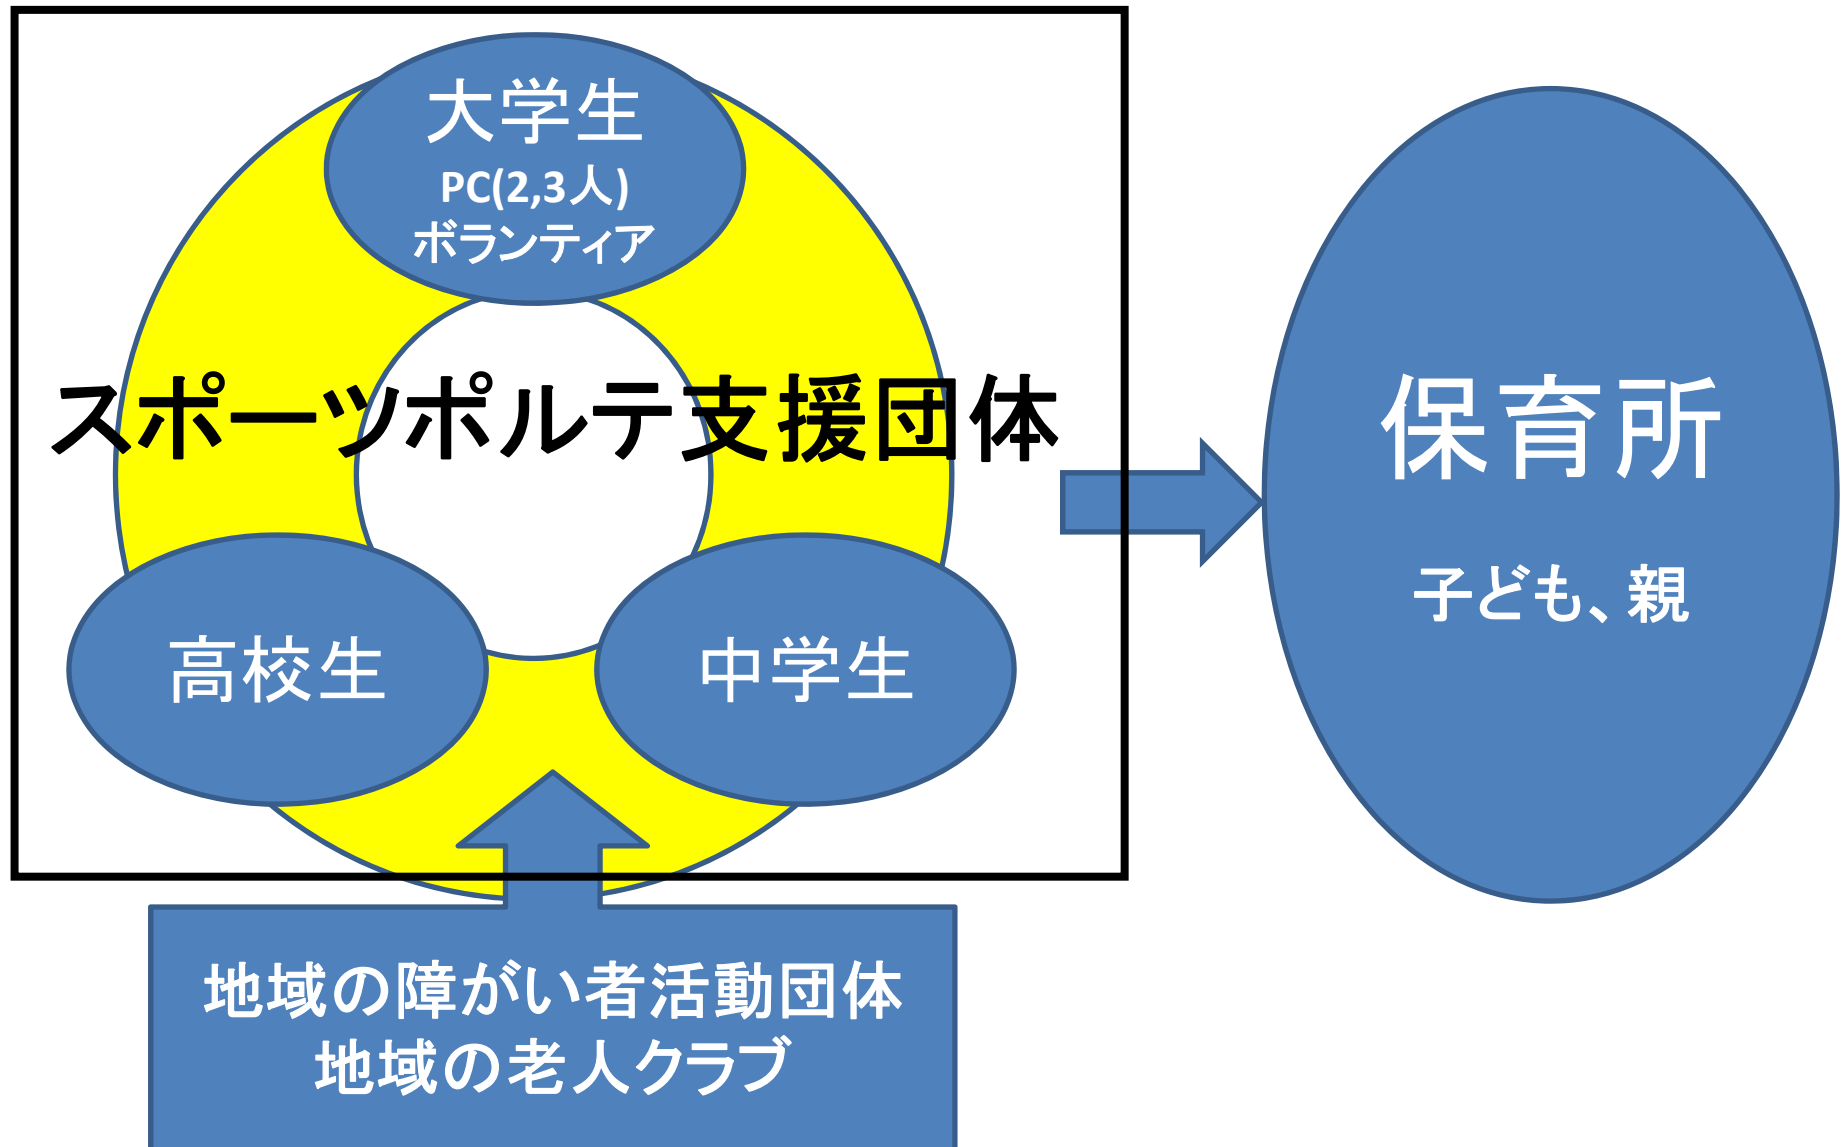 大学生
PC(2,3人)
ボランティア
スポーツポルテ支援団体
高校生
中学生
保育所
子ども、親
地域の障がい者活動団体
地域の老人クラブ